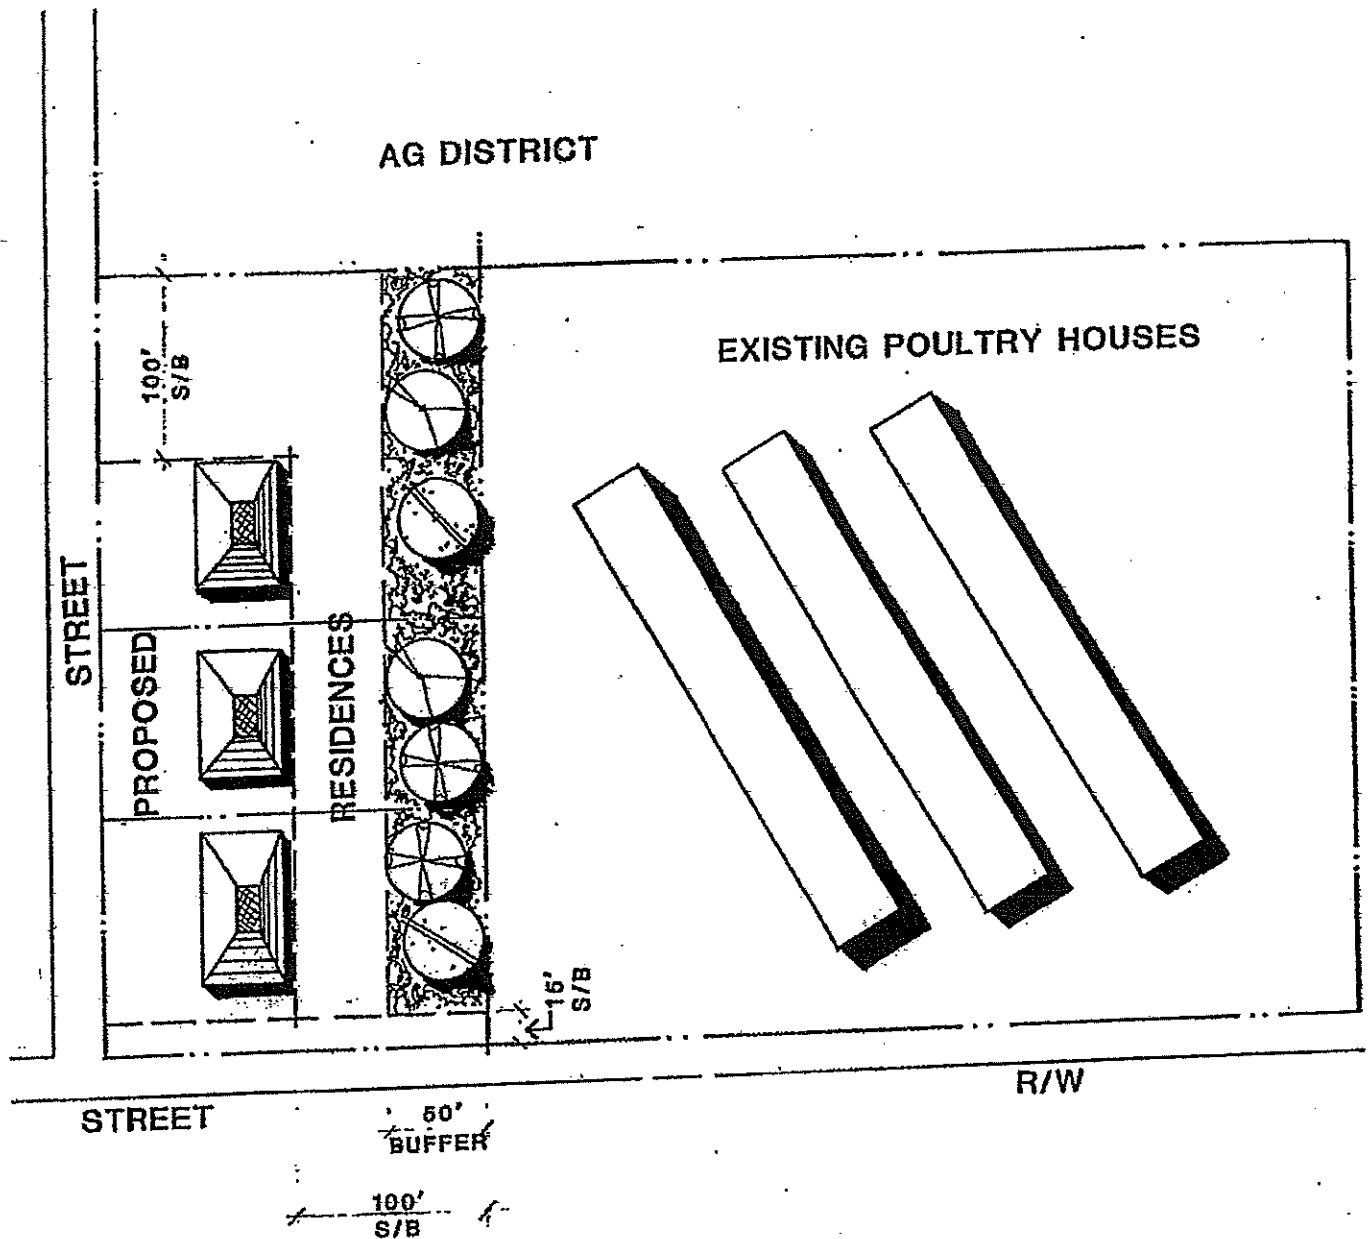 AG DISTRICT
EXISTING POULTRY HOUSES
100'
S/B
STREET
PROPOSED
RESIDENCES
15'
S/B
R/W
STREET
50'
BUFFER
100'
S/B